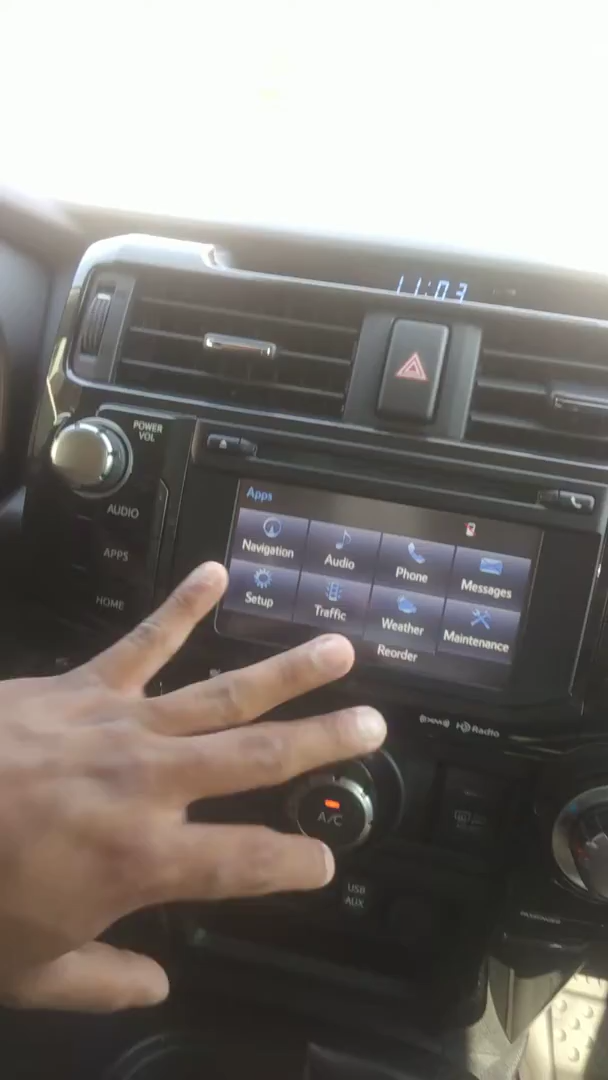 11:03
POWER
VOL
AUDIO
APPS
HOME
Apps
Navigation
Audio
Phone
Messages
Setup
Traffic
Weather
Maintenance
Reorder
HD Radio
A/C
USB
AUX
PASSENGER